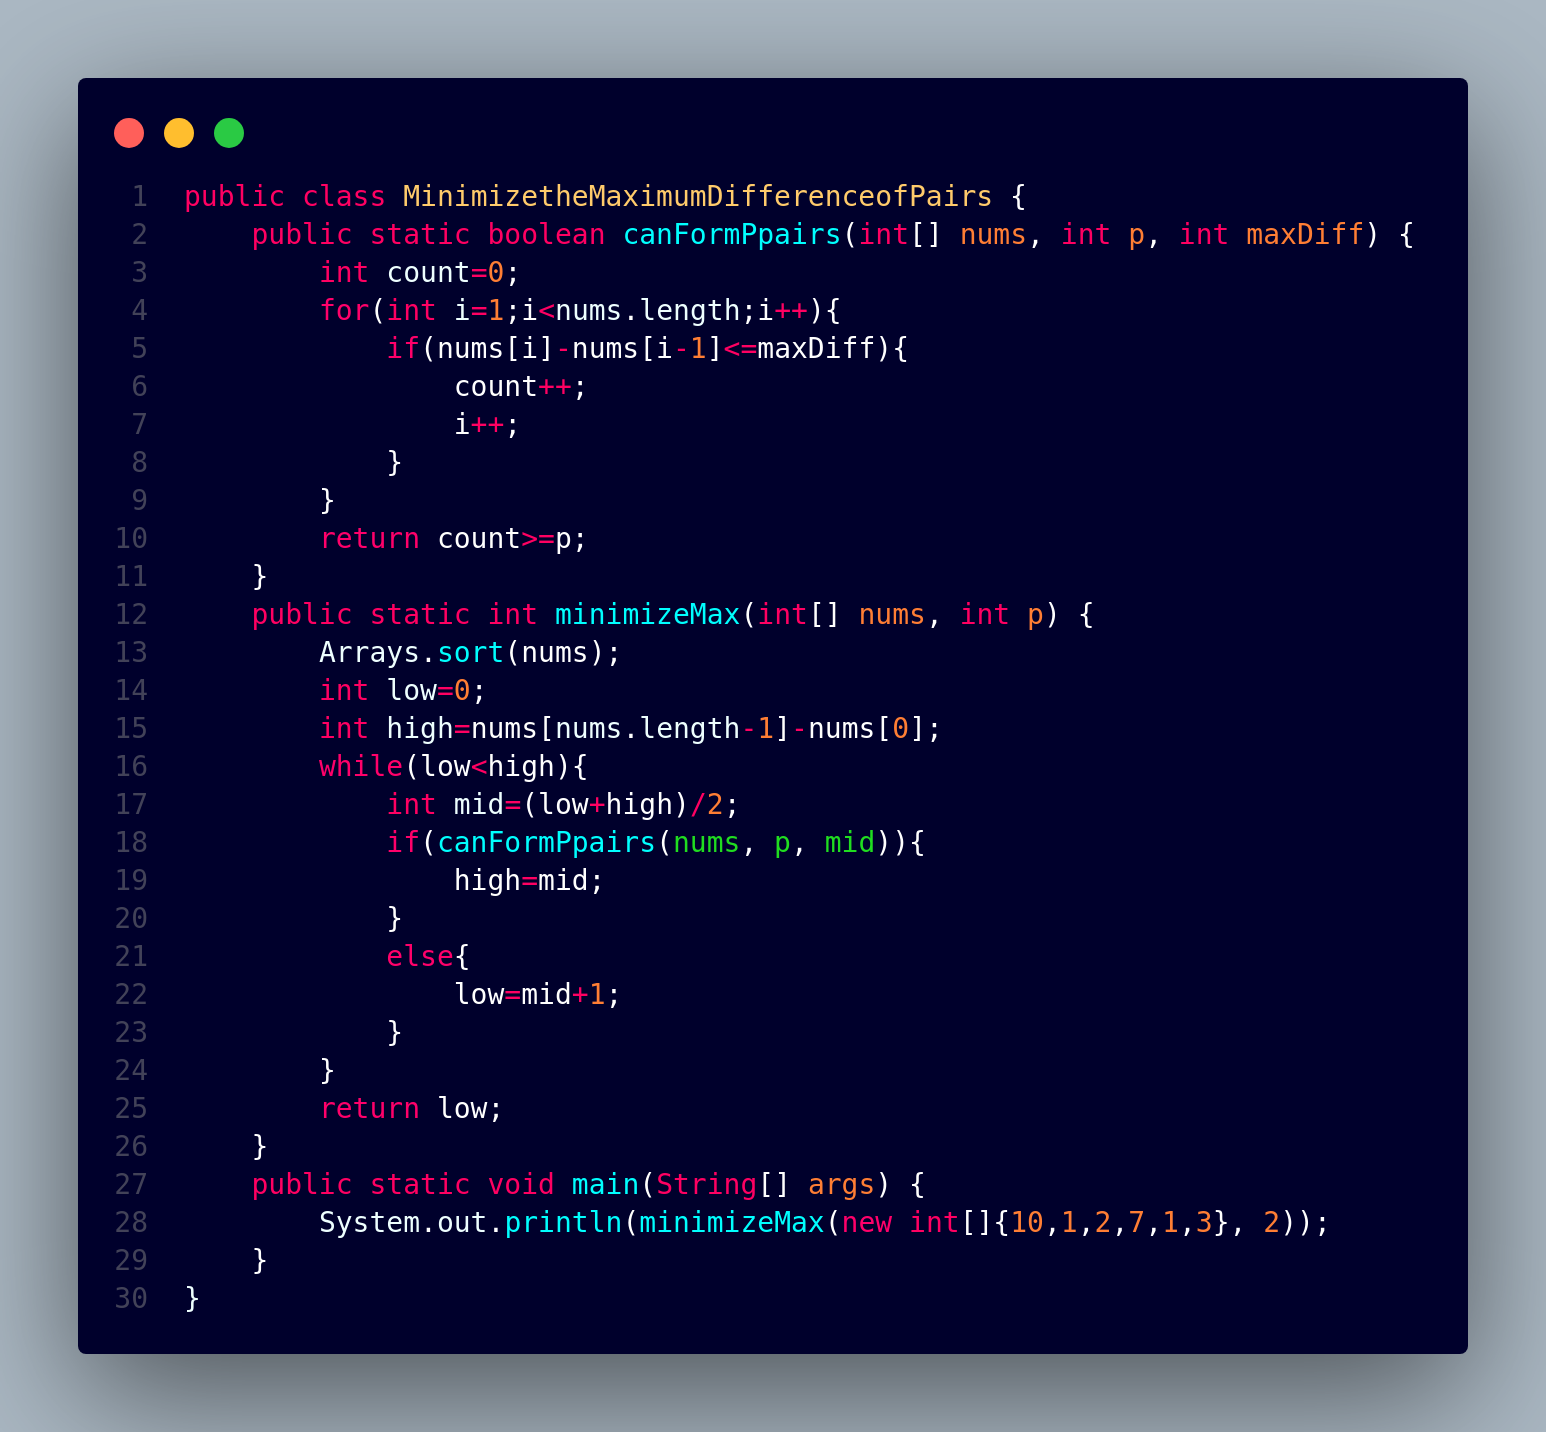 1 public class MinimizetheMaximumDifferenceofPairs {
2     public static boolean canFormPpairs(int[] nums, int p, int maxDiff) {
3         int count=0;
4         for(int i=1;i<nums.length;i++){
5             if(nums[i]-nums[i-1]<=maxDiff){
6                 count++;
7                 i++;
8             }
9         }
10         return count>=p;
11     }
12     public static int minimizeMax(int[] nums, int p) {
13         Arrays.sort(nums);
14         int low=0;
15         int high=nums[nums.length-1]-nums[0];
16         while(low<high){
17             int mid=(low+high)/2;
18             if(canFormPpairs(nums, p, mid)){
19                 high=mid;
20             }
21             else{
22                 low=mid+1;
23             }
24         }
25         return low;
26     }
27     public static void main(String[] args) {
28         System.out.println(minimizeMax(new int[]{10,1,2,7,1,3}, 2));
29     }
30 }